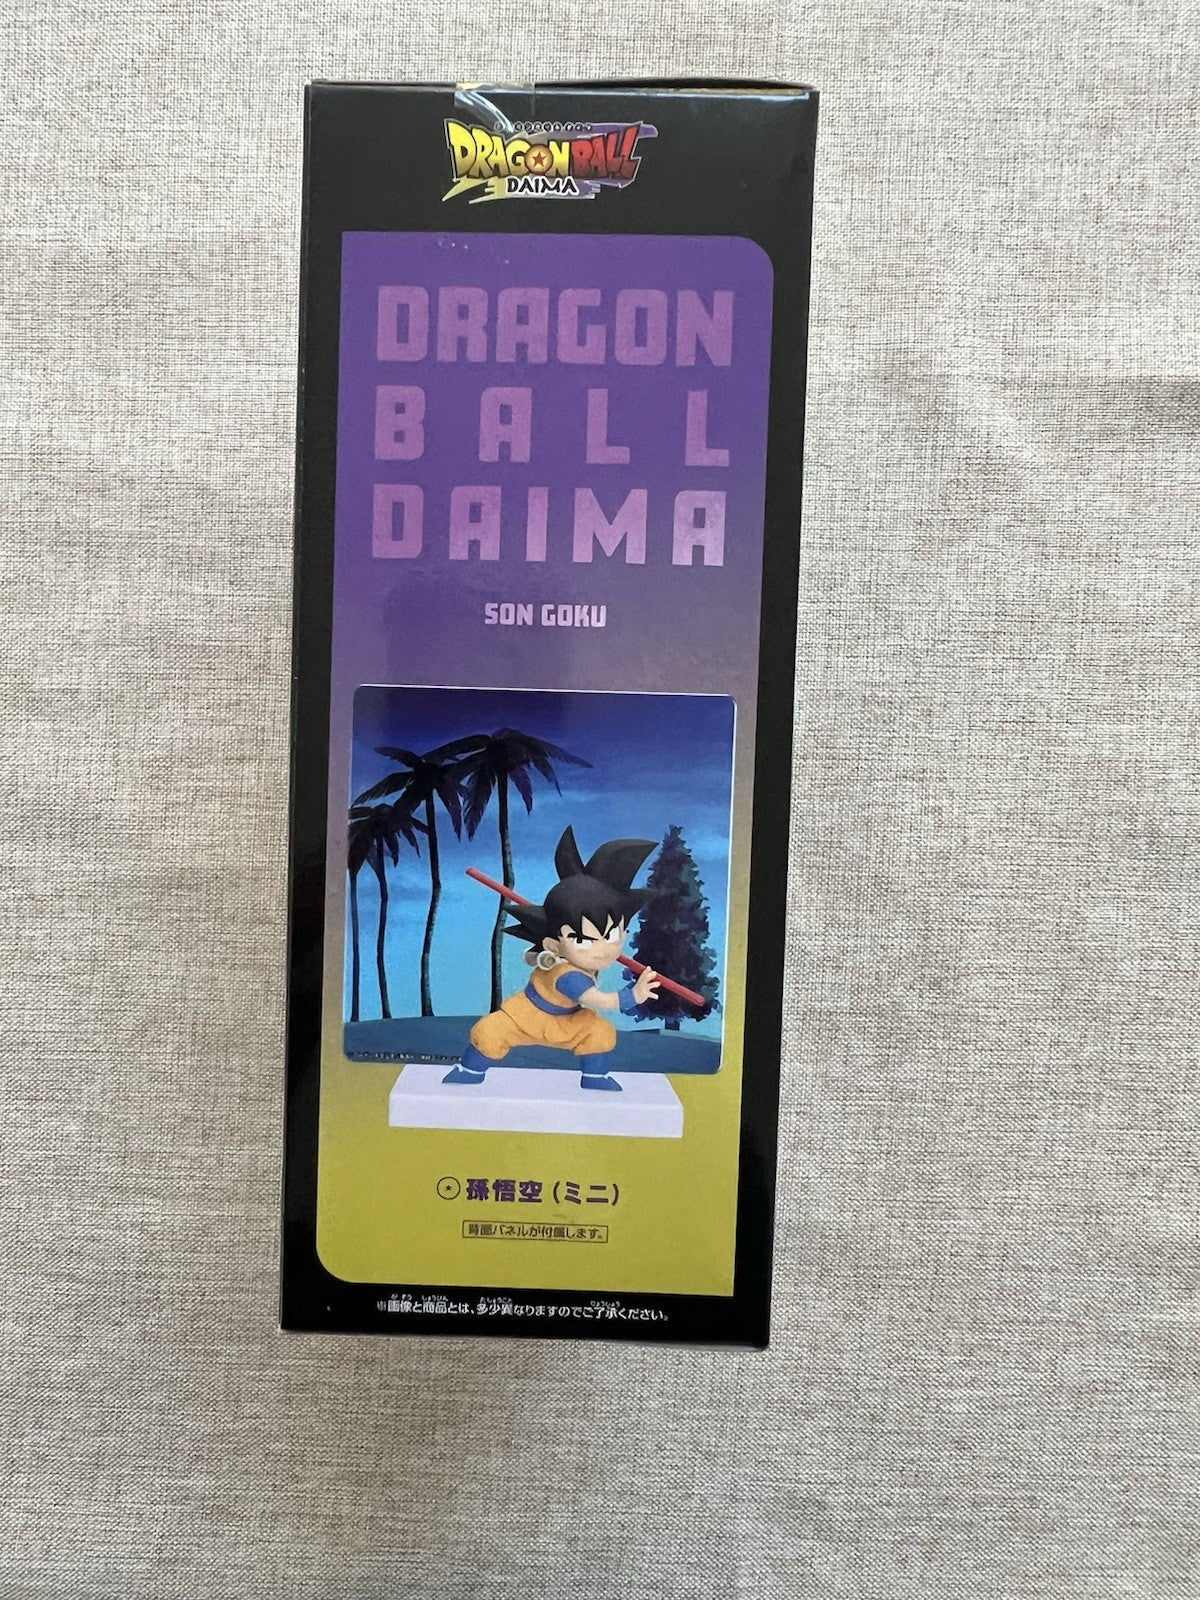 DRAGON BALL
DAIMA
DRAGON
BALL
DAIMA
SON GOKU
孫悟空 (ミニ)
背面パネルが付属します。
※画像と商品とは、多少異なりますのでご了承ください。